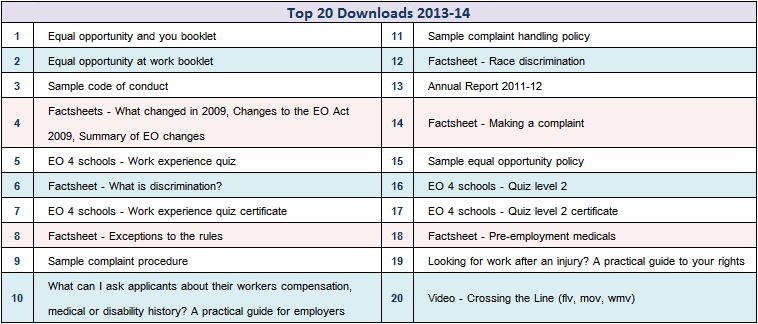 Top 20 Downloads 2013-14
1 Equal opportunity and you booklet
2 Equal opportunity at work booklet
3 Sample code of conduct
4 Factsheets - What changed in 2009, Changes to the EO Act
2009, Summary of EO changes
5 EO 4 schools - Work experience quiz
6 Factsheet - What is discrimination?
7 EO 4 schools - Work experience quiz certificate
8 Factsheet - Exceptions to the rules
9 Sample complaint procedure
10 What can I ask applicants about their workers compensation,
medical or disability history? A practical guide for employers
11 Sample complaint handling policy
12 Factsheet - Race discrimination
13 Annual Report 2011-12
14 Factsheet - Making a complaint
15 Sample equal opportunity policy
16 EO 4 schools - Quiz level 2
17 EO 4 schools - Quiz level 2 certificate
18 Factsheet - Pre-employment medicals
19 Looking for work after an injury? A practical guide to your rights
20 Video - Crossing the Line (flv, mov, wmv)